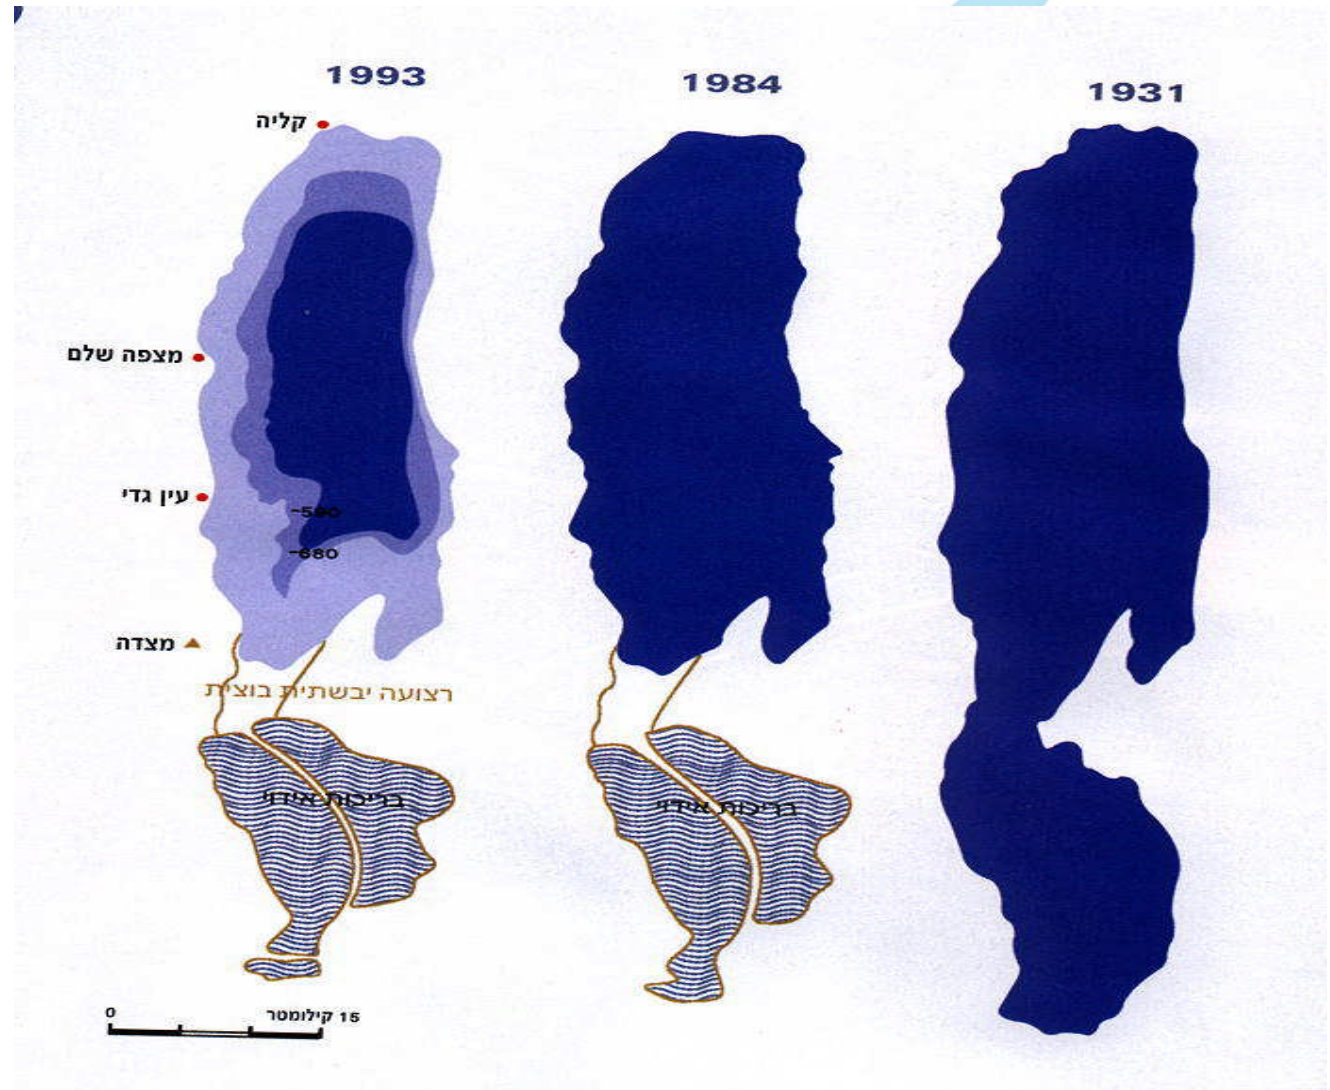 1931
1984
1993
קליה
מצפה שלם
עין גדי
-590
-680
מצדה
רצועה יבשתית בוצית
בריכות אידוי
בריכות אידוי
0
15 קילומטר